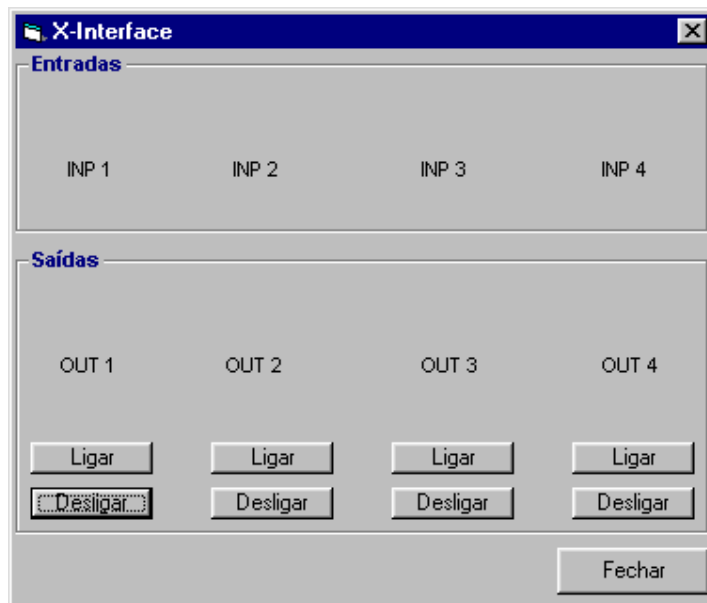 X-Interface
Entradas
INP 1 INP 2 INP 3 INP 4
Saídas
OUT 1 OUT 2 OUT 3 OUT 4
Ligar Ligar Ligar Ligar
Desligar Desligar Desligar Desligar
Fechar